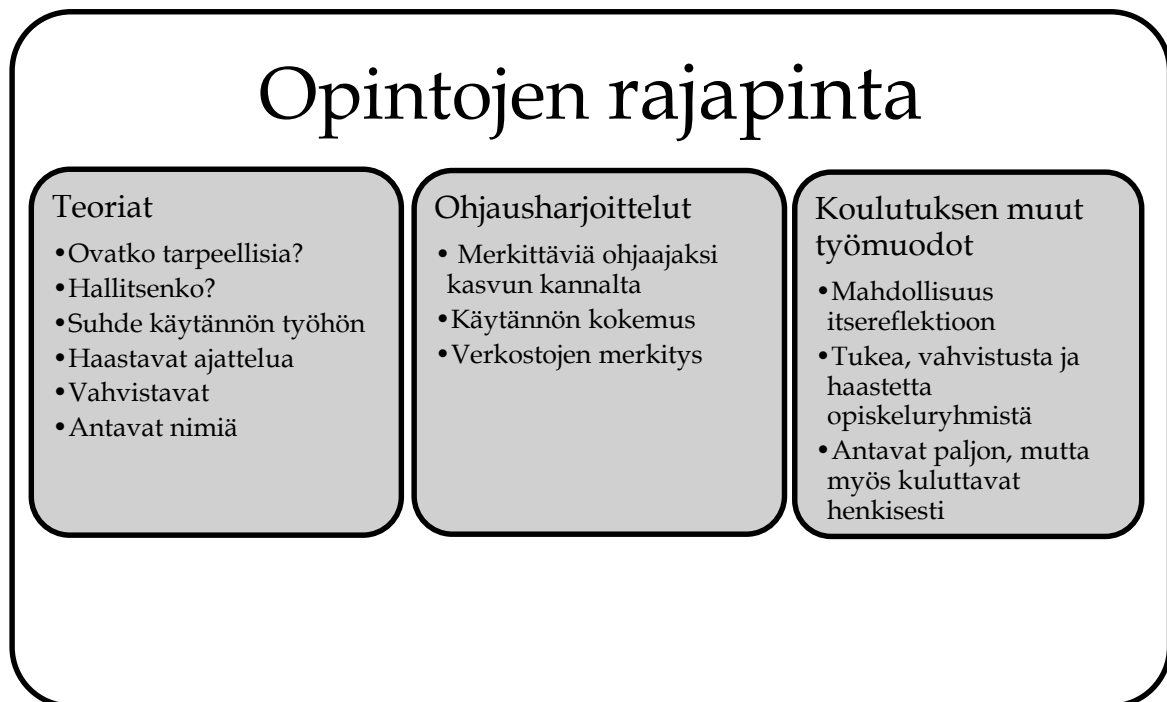 Opintojen rajapinta
Teoriat
•Ovatko tarpeellisia?
•Hallitsenko?
•Suhde käytännön työhön
•Haastavat ajattelua
•Vahvistavat
•Antavat nimiä
Ohjausharjoittelut
• Merkittäviä ohjaajaksi
kasvun kannalta
•Käytännön kokemus
•Verkostojen merkitys
Koulutuksen muut
työmuodot
•Mahdollisuus
itsereflektioon
•Tukea, vahvistusta ja
haastetta
opiskeluryhmistä
•Antavat paljon, mutta
myös kuluttavat
henkisesti